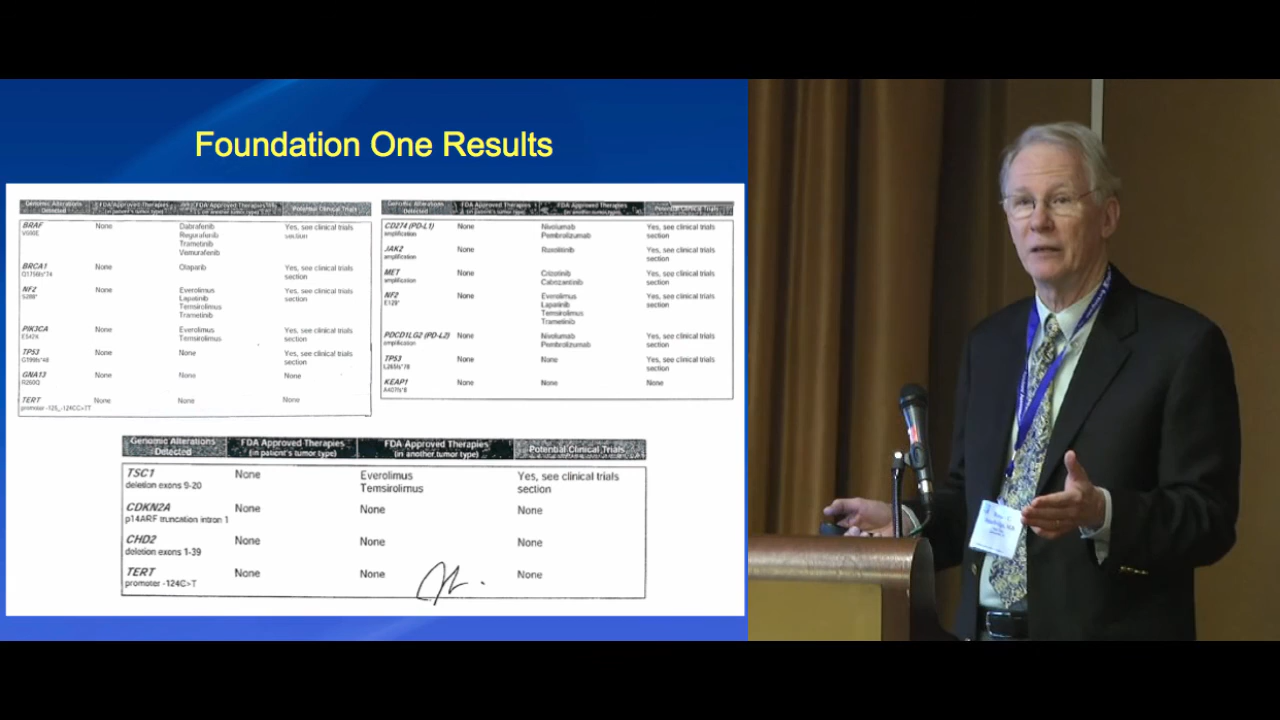 Foundation One Results
Genomic Alterations Detected FDA Approved Therapies (in patient's tumor type) FDA Approved Therapies (in another tumor type) Potential Clinical Trials
BRAF None Dabrafenib Yes, see clinical trials
V600E Regorafenib section
Trametinib
Vemurafenib
BRCA1 None Olaparib Yes, see clinical trials
section
NF2 None Everolimus Yes, see clinical trials
S288* Lapatinib section
Temsirolimus
Trametinib
PIK3CA None Everolimus Yes, see clinical trials
Temsirolimus section
TP53 None None Yes, see clinical trials
section
GNA13 None None None
R260Q
TERT None None None
promoter -125_-124CC>TT
Genomic Alterations Detected FDA Approved Therapies (in patient's tumor type) FDA Approved Therapies (in another tumor type) Potential Clinical Trials
CD274 (PD-L1) None Nivolumab Yes, see clinical trials
amplification Pembrolizumab section
JAK2 None Ruxolitinib Yes, see clinical trials
amplification section
MET None Crizotinib Yes, see clinical trials
amplification Cabozantinib section
NF2 None Everolimus Yes, see clinical trials
E129* Lapatinib section
Temsirolimus
Trametinib
PDCD1LG2 (PD-L2) None Nivolumab Yes, see clinical trials
amplification Pembrolizumab section
TP53 None None Yes, see clinical trials
section
KEAP1 None None None
Genomic Alterations FDA Approved Therapies FDA Approved Therapies Potential Clinical Trials
Detected (in patient's tumor type) (in another tumor type)
TSC1 None Everolimus Yes, see clinical trials
deletion exons 9-20 Temsirolimus section
CDKN2A None None None
p14ARF truncation intron 1
CHD2 None None None
deletion exons 1-39
TERT None None None
promoter -124C>T